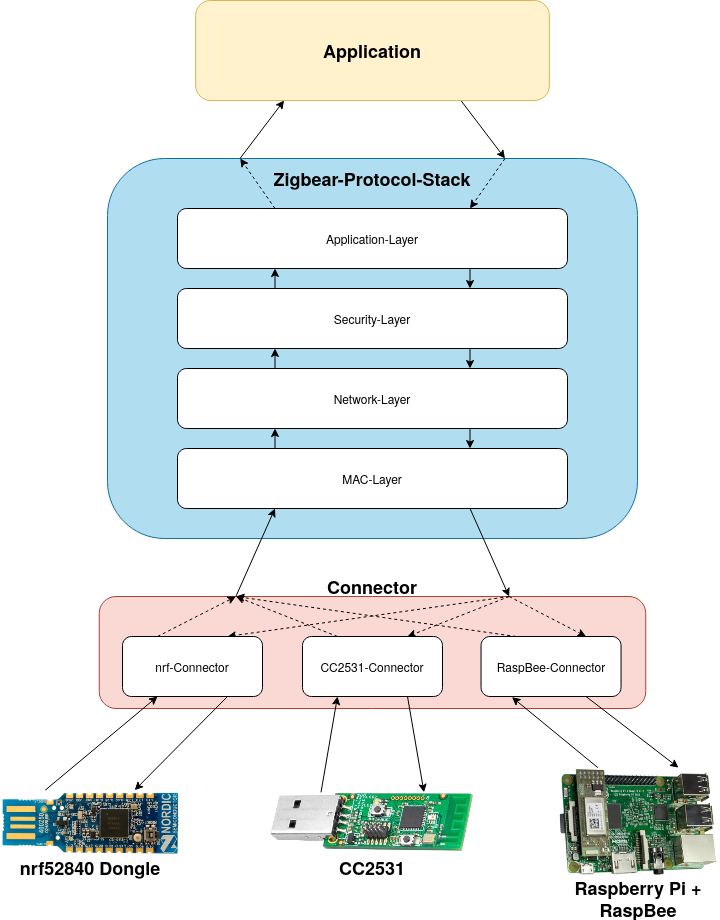 Application
Zigbear-Protocol-Stack
Application-Layer
Security-Layer
Network-Layer
MAC-Layer
Connector
nrf-Connector
CC2531-Connector
RaspBee-Connector
NORDIC
nrf52840 Dongle
CC2531
Raspberry Pi +
RaspBee